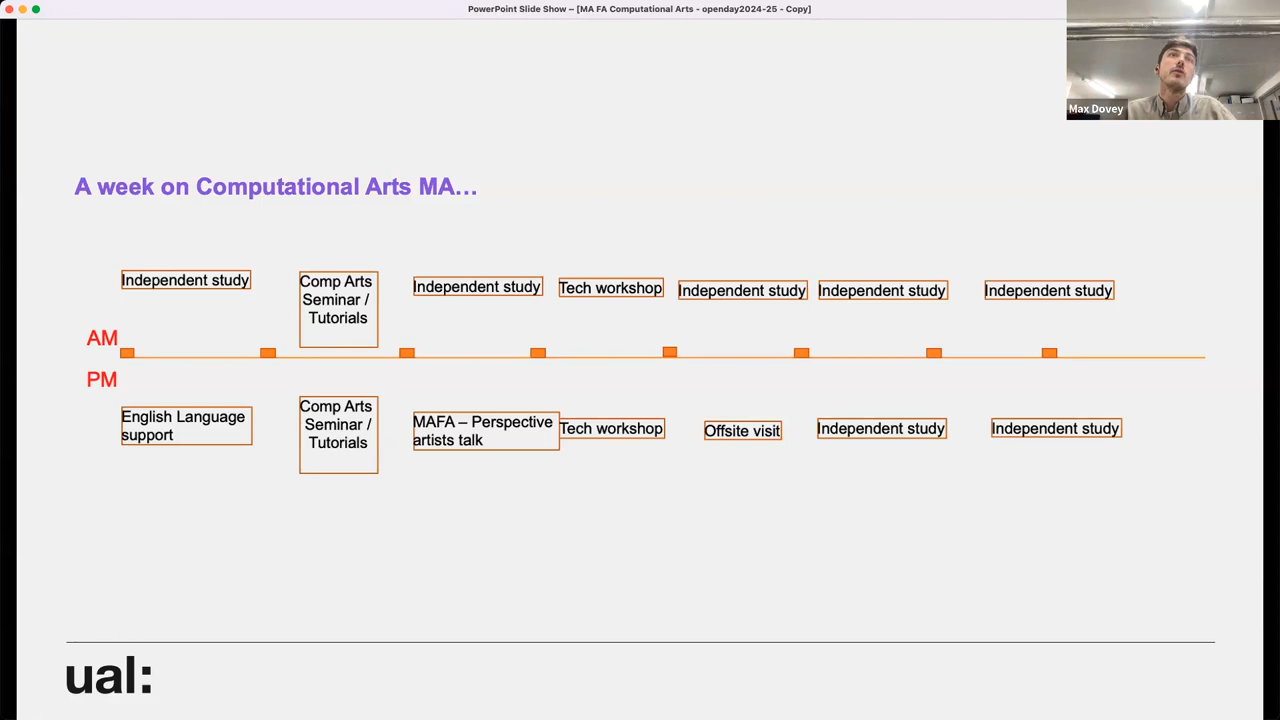 PowerPoint Slide Show – [MA FA Computational Arts - openday2024-25 - Copy]
Max Dovey
A week on Computational Arts MA…
Independent study
Comp Arts
Seminar /
Tutorials
Independent study
Tech workshop
Independent study
Independent study
Independent study
AM
PM
English Language
support
Comp Arts
Seminar /
Tutorials
MAFA – Perspective
artists talk
Tech workshop
Offsite visit
Independent study
Independent study
ual: